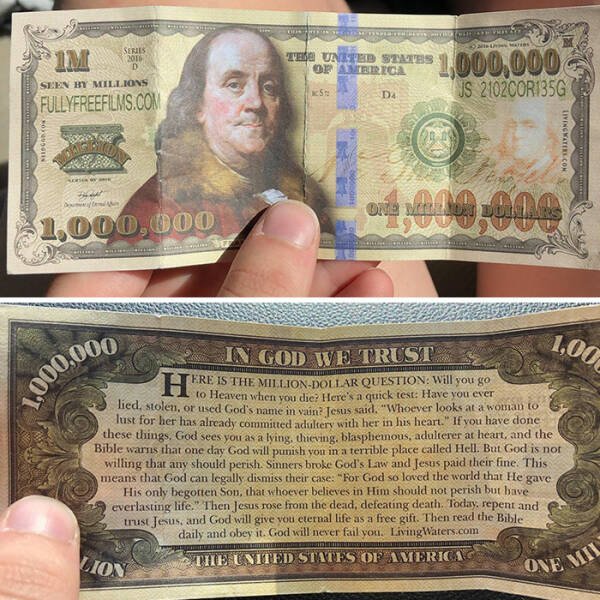 1M
SERIES
2016
D
SEEN BY MILLIONS
FULLYFREEFILMS.COM
THE UNITED STATES
OF AMERICA
1,000,000
JS 2102COR135G
D4
LIVINGWATERS.COM
MILLION
Department of Eternal Affairs
1,000,000
ONE MILLION DOLLARS
1,000,000
1,000,000
IN GOD WE TRUST
1,00
HERE IS THE MILLION-DOLLAR QUESTION: Will you go
to Heaven when you die? Here's a quick test: Have you ever
lied, stolen, or used God's name in vain? Jesus said, "Whoever looks at a woman to
lust for her has already committed adultery with her in his heart." If you have done
these things, God sees you as a lying, thieving, blasphemous, adulterer at heart, and the
Bible warns that one day God will punish you in a terrible place called Hell. But God is not
willing that any should perish. Sinners broke God's Law and Jesus paid their fine. This
means that God can legally dismiss their case: "For God so loved the world that He gave
His only begotten Son, that whoever believes in Him should not perish but have
everlasting life." Then Jesus rose from the dead, defeating death. Today, repent and
trust Jesus, and God will give you eternal life as a free gift. Then read the Bible
daily and obey it. God will never fail you. LivingWaters.com
LION
THE UNITED STATES OF AMERICA
ONE MIL